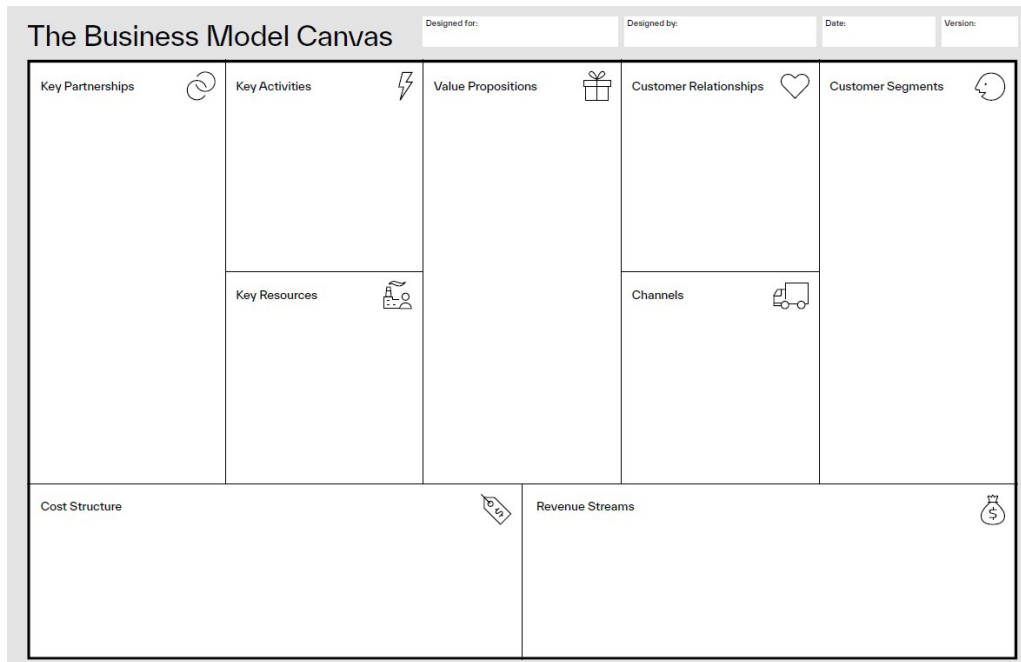 The Business Model Canvas
Designed for:
Designed by:
Date:
Version:
Key Partnerships
Key Activities
Value Propositions
Customer Relationships
Customer Segments
Key Resources
Channels
Cost Structure
Revenue Streams